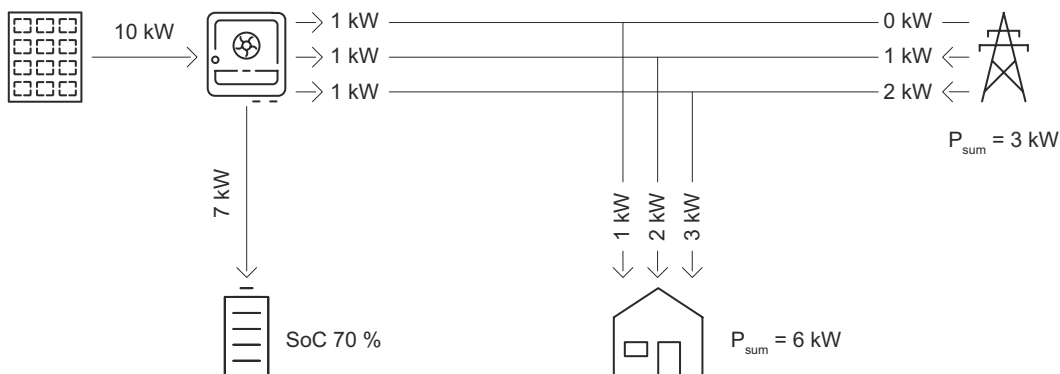 10 kW
1 kW
0 kW
1 kW
1 kW
1 kW
2 kW
P_sum = 3 kW
7 kW
1 kW
2 kW
3 kW
SoC 70 %
P_sum = 6 kW